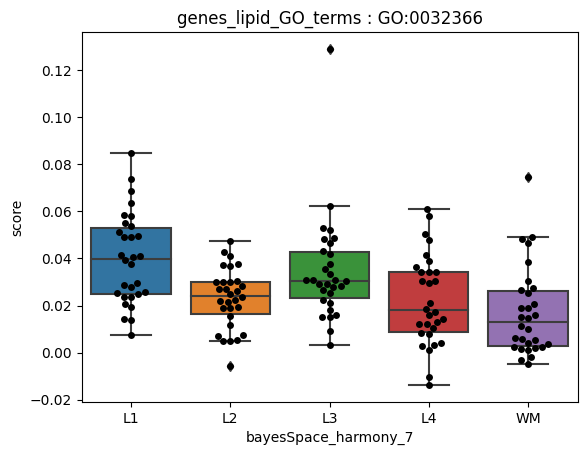 genes_lipid_GO_terms : GO:0032366
0.12
0.10
0.08
0.06
0.04
0.02
0.00
−0.02
score
L1 L2 L3 L4 WM
bayesSpace_harmony_7